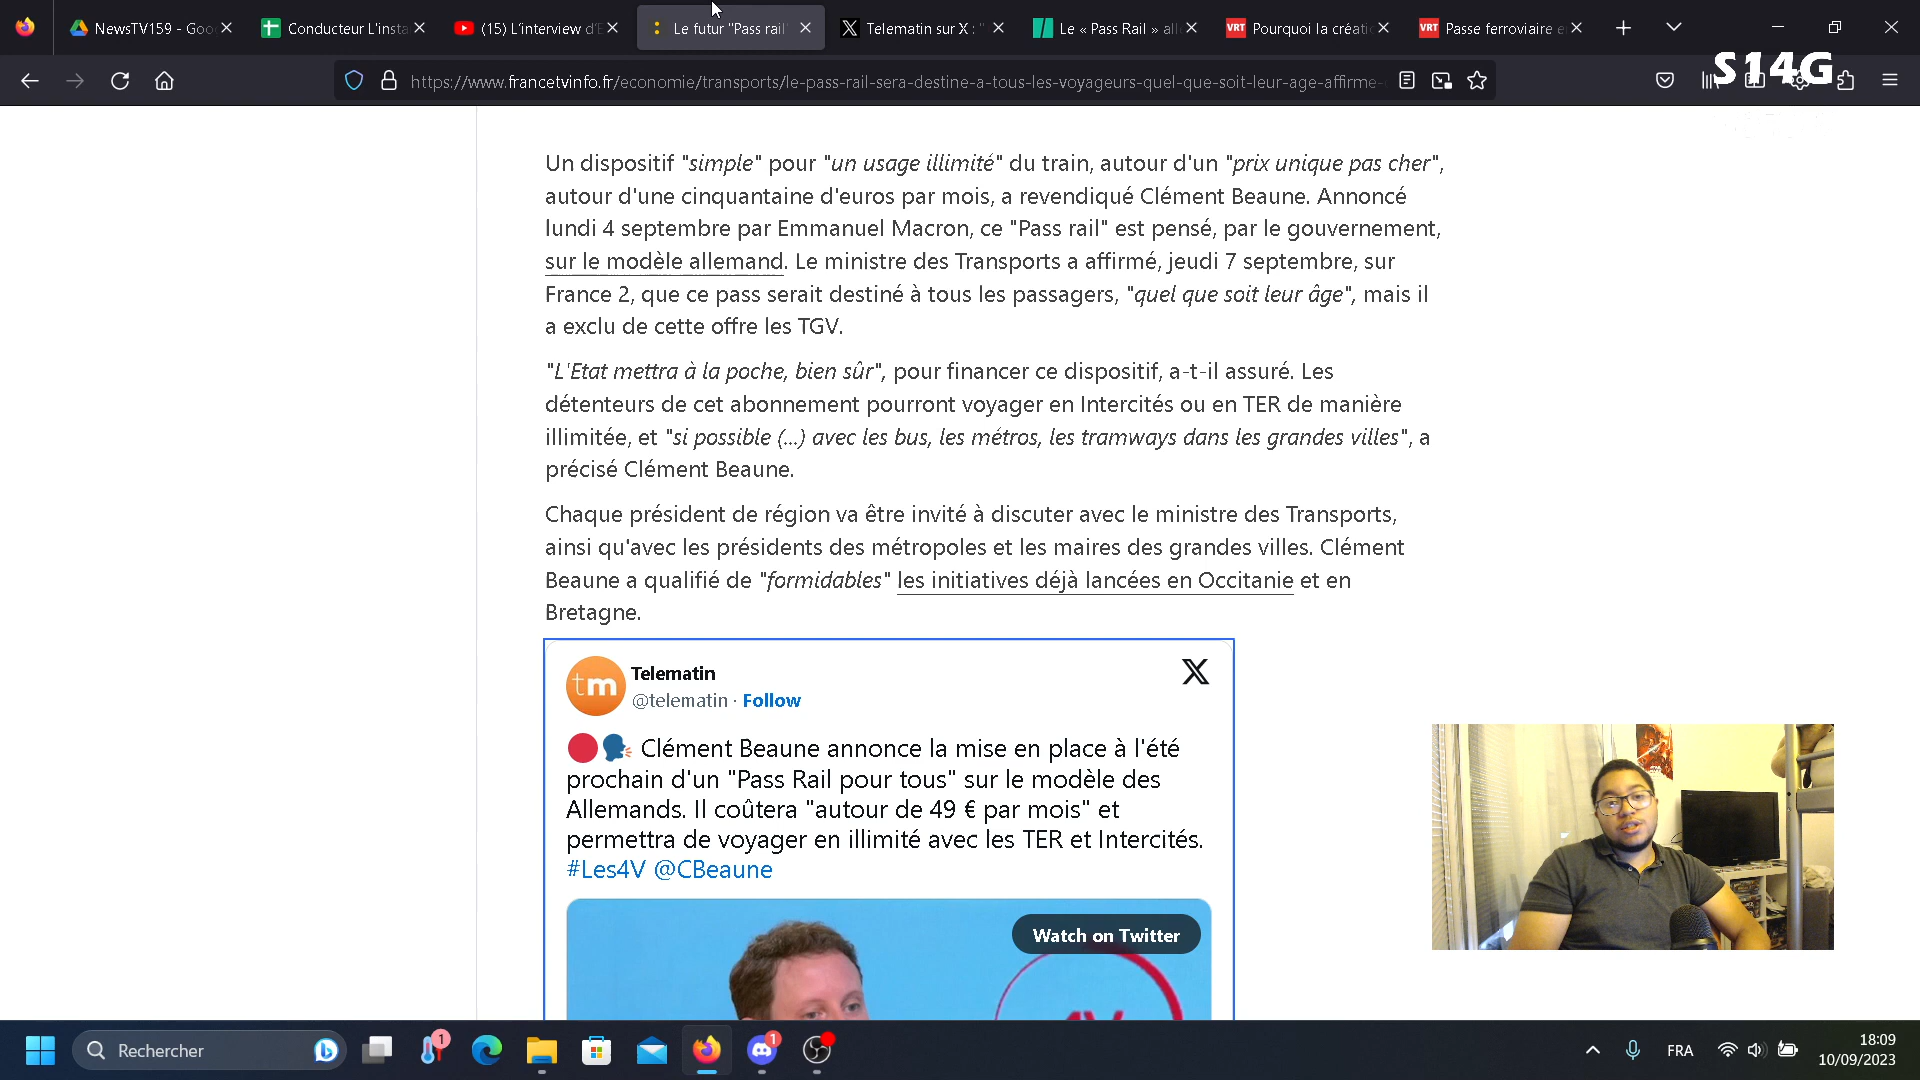 NewsTV159 - Goo
Conducteur L'insta
(15) L'interview d'E
Le futur "Pass rail"
Telematin sur X : "
Le « Pass Rail » all
VRT
Pourquoi la créati
VRT
Passe ferroviaire e
https://www.francetvinfo.fr/economie/transports/le-pass-rail-sera-destine-a-tous-les-voyageurs-quel-que-soit-leur-age-affirme-
S14G
Un dispositif "simple" pour "un usage illimité" du train, autour d'un "prix unique pas cher",
autour d'une cinquantaine d'euros par mois, a revendiqué Clément Beaune. Annoncé
lundi 4 septembre par Emmanuel Macron, ce "Pass rail" est pensé, par le gouvernement,
sur le modèle allemand. Le ministre des Transports a affirmé, jeudi 7 septembre, sur
France 2, que ce pass serait destiné à tous les passagers, "quel que soit leur âge", mais il
a exclu de cette offre les TGV.
"L'Etat mettra à la poche, bien sûr", pour financer ce dispositif, a-t-il assuré. Les
détenteurs de cet abonnement pourront voyager en Intercités ou en TER de manière
illimitée, et "si possible (...) avec les bus, les métros, les tramways dans les grandes villes", a
précisé Clément Beaune.
Chaque président de région va être invité à discuter avec le ministre des Transports,
ainsi qu'avec les présidents des métropoles et les maires des grandes villes. Clément
Beaune a qualifié de "formidables" les initiatives déjà lancées en Occitanie et en
Bretagne.
tm
Telematin
@telematin · Follow
Clément Beaune annonce la mise en place à l'été
prochain d'un "Pass Rail pour tous" sur le modèle des
Allemands. Il coûtera "autour de 49 € par mois" et
permettra de voyager en illimité avec les TER et Intercités.
#Les4V @CBeaune
Watch on Twitter
Rechercher
1
1
FRA
18:09
10/09/2023